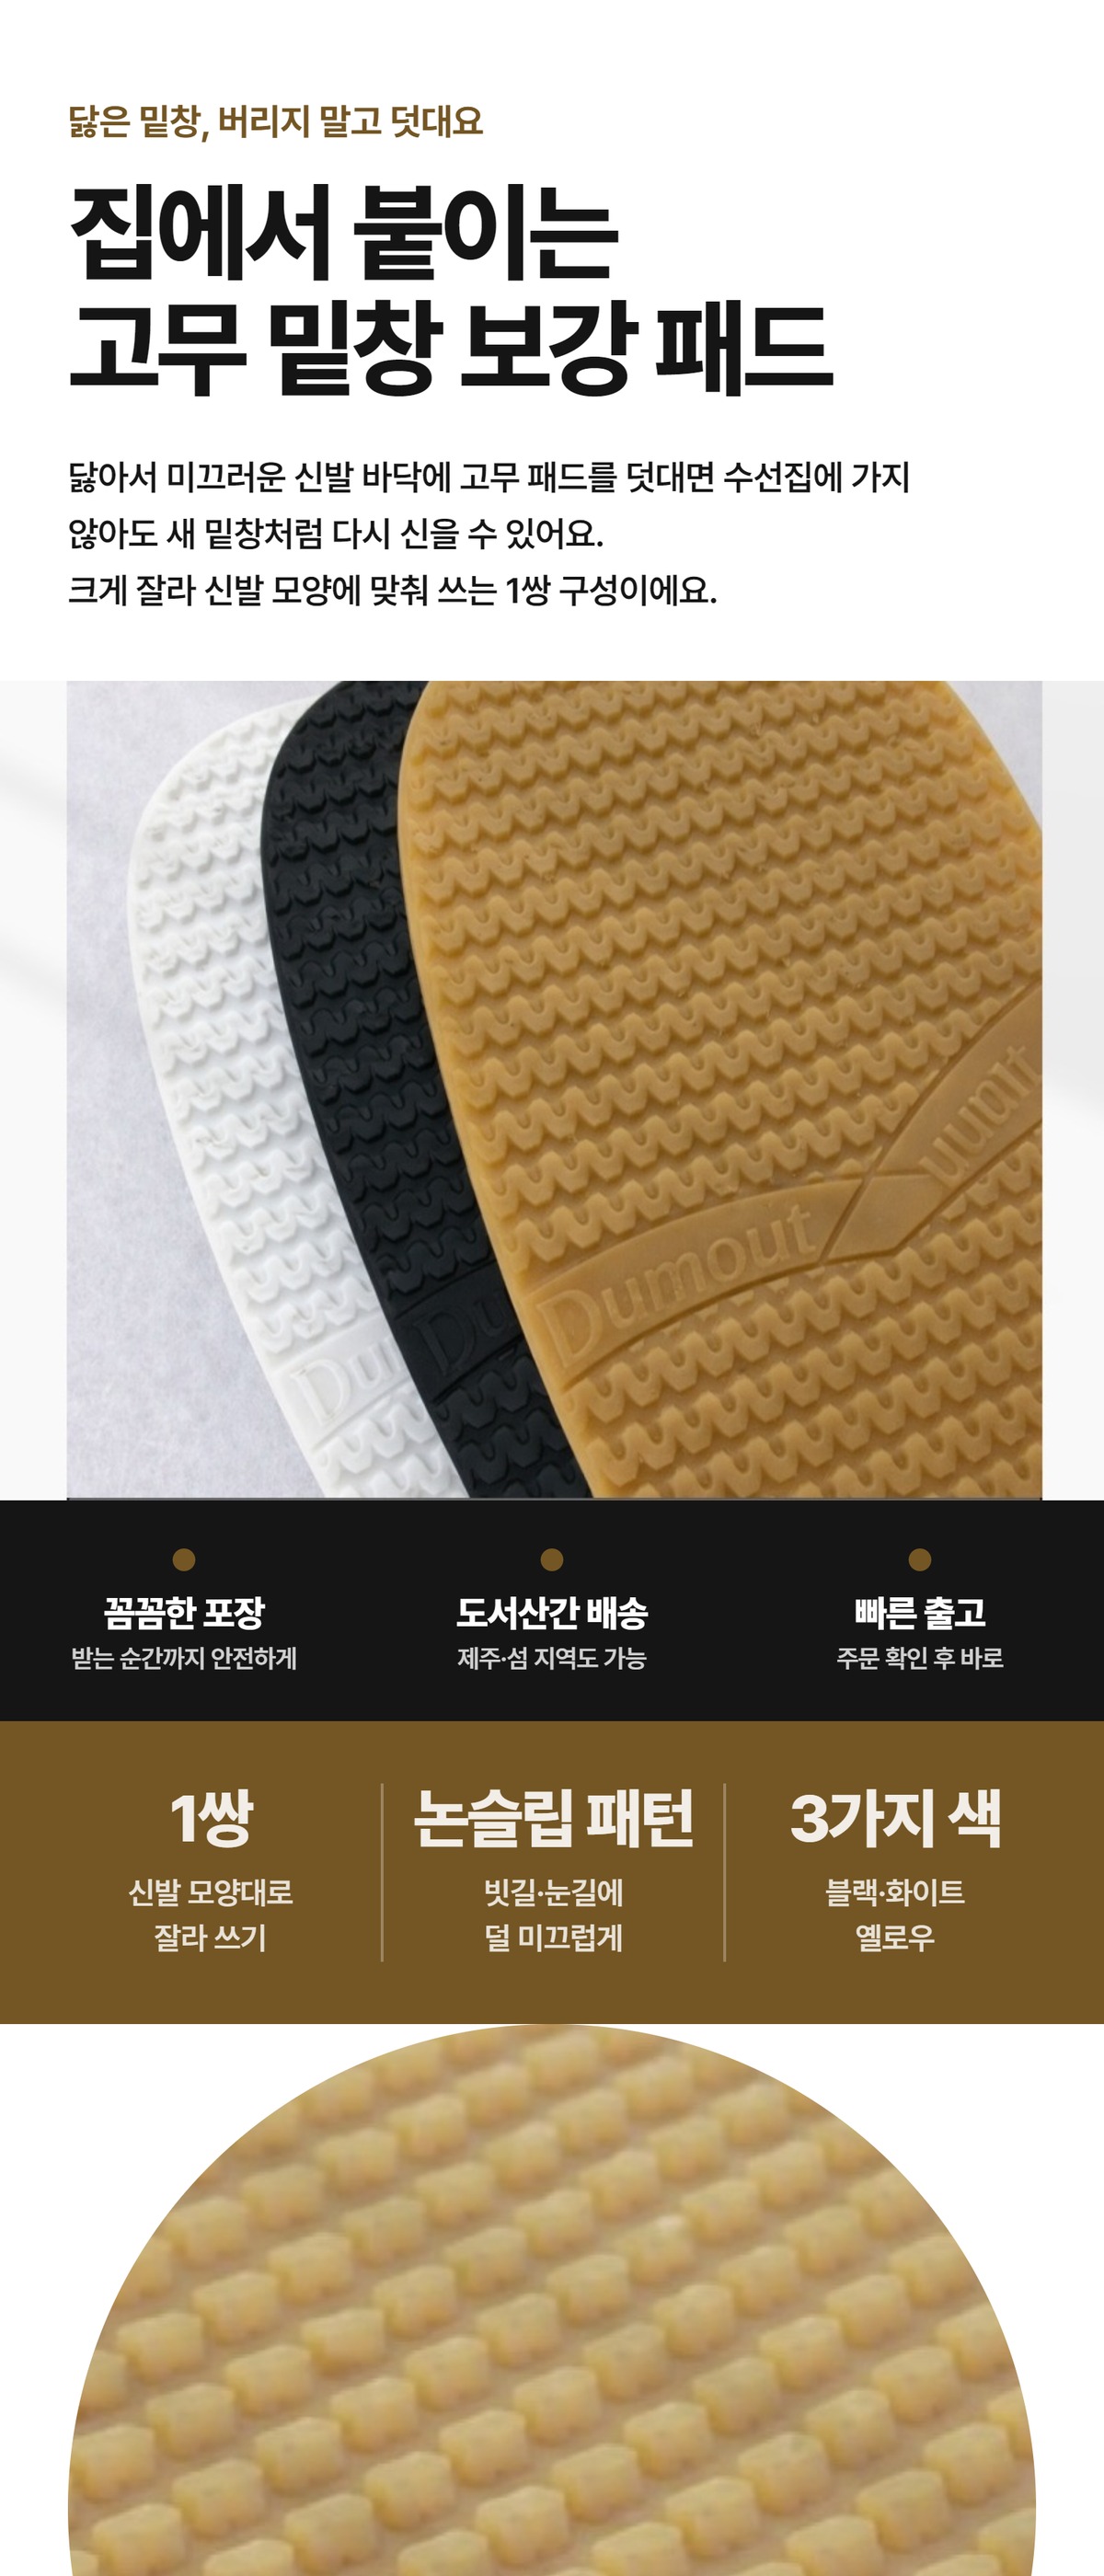 닳은 밑창, 버리지 말고 덧대요
집에서 붙이는
고무 밑창 보강 패드
닳아서 미끄러운 신발 바닥에 고무 패드를 덧대면 수선집에 가지
않아도 새 밑창처럼 다시 신을 수 있어요.
크게 잘라 신발 모양에 맞춰 쓰는 1쌍 구성이에요.
Dumout
Du
Du
꼼꼼한 포장
받는 순간까지 안전하게
도서산간 배송
제주·섬 지역도 가능
빠른 출고
주문 확인 후 바로
1쌍
신발 모양대로
잘라 쓰기
논슬립 패턴
빗길·눈길에
덜 미끄럽게
3가지 색
블랙·화이트
옐로우